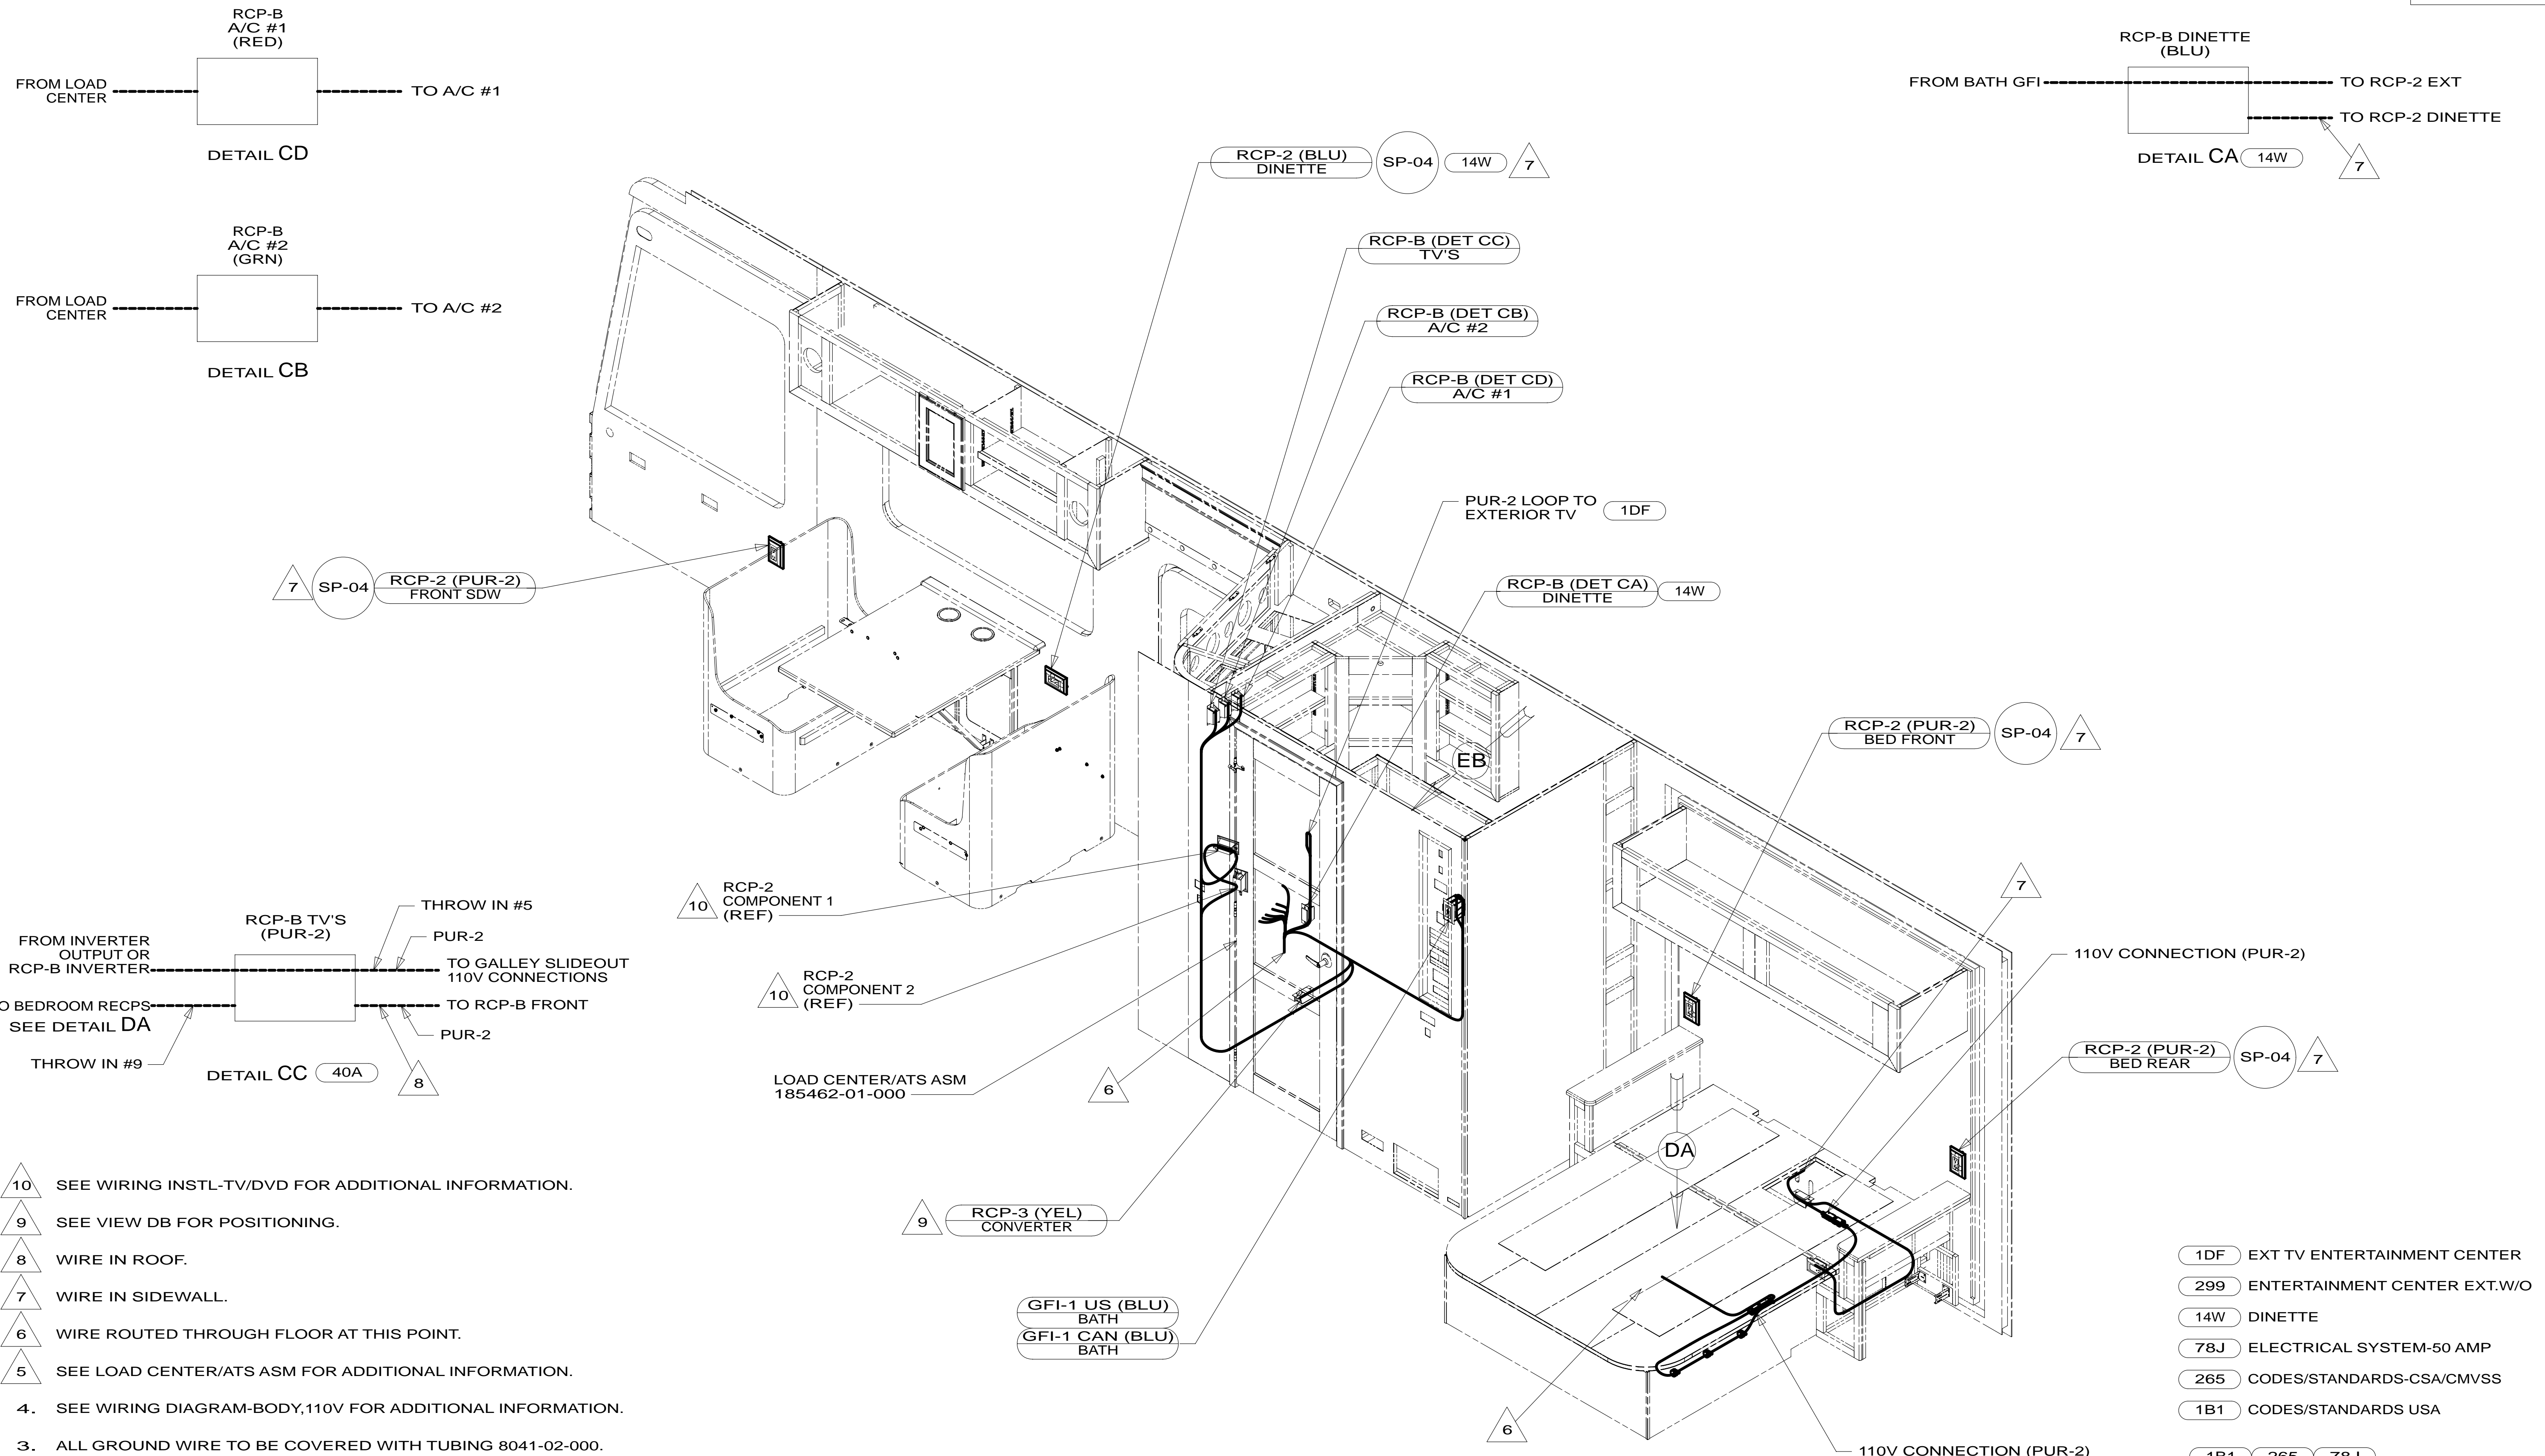 RCP-B
A/C #1
(RED)
FROM LOAD
CENTER
TO A/C #1
DETAIL CD
RCP-B
A/C #2
(GRN)
FROM LOAD
CENTER
TO A/C #2
DETAIL CB
RCP-B DINETTE
(BLU)
FROM BATH GFI
TO RCP-2 EXT
TO RCP-2 DINETTE
DETAIL CA 14W
7
RCP-2 (BLU)
DINETTE
SP-04
14W
7
RCP-B (DET CC)
TV'S
RCP-B (DET CB)
A/C #2
RCP-B (DET CD)
A/C #1
PUR-2 LOOP TO
EXTERIOR TV
1DF
RCP-B (DET CA)
DINETTE
14W
7
SP-04
RCP-2 (PUR-2)
FRONT SDW
EB
RCP-2 (PUR-2)
BED FRONT
SP-04
7
7
110V CONNECTION (PUR-2)
RCP-2 (PUR-2)
BED REAR
SP-04
7
10
RCP-2
COMPONENT 1
(REF)
10
RCP-2
COMPONENT 2
(REF)
LOAD CENTER/ATS ASM
185462-01-000
6
DA
9
RCP-3 (YEL)
CONVERTER
GFI-1 US (BLU)
BATH
GFI-1 CAN (BLU)
BATH
6
110V CONNECTION (PUR-2)
RCP-B TV'S
(PUR-2)
THROW IN #5
PUR-2
FROM INVERTER
OUTPUT OR
RCP-B INVERTER
TO GALLEY SLIDEOUT
110V CONNECTIONS
O BEDROOM RECPS
SEE DETAIL DA
TO RCP-B FRONT
PUR-2
THROW IN #9
DETAIL CC 40A
8
10 SEE WIRING INSTL-TV/DVD FOR ADDITIONAL INFORMATION.
9 SEE VIEW DB FOR POSITIONING.
8 WIRE IN ROOF.
7 WIRE IN SIDEWALL.
6 WIRE ROUTED THROUGH FLOOR AT THIS POINT.
5 SEE LOAD CENTER/ATS ASM FOR ADDITIONAL INFORMATION.
4. SEE WIRING DIAGRAM-BODY,110V FOR ADDITIONAL INFORMATION.
3. ALL GROUND WIRE TO BE COVERED WITH TUBING 8041-02-000.
1DF EXT TV ENTERTAINMENT CENTER
299 ENTERTAINMENT CENTER EXT.W/O
14W DINETTE
78J ELECTRICAL SYSTEM-50 AMP
265 CODES/STANDARDS-CSA/CMVSS
1B1 CODES/STANDARDS USA
1B1 265 78J